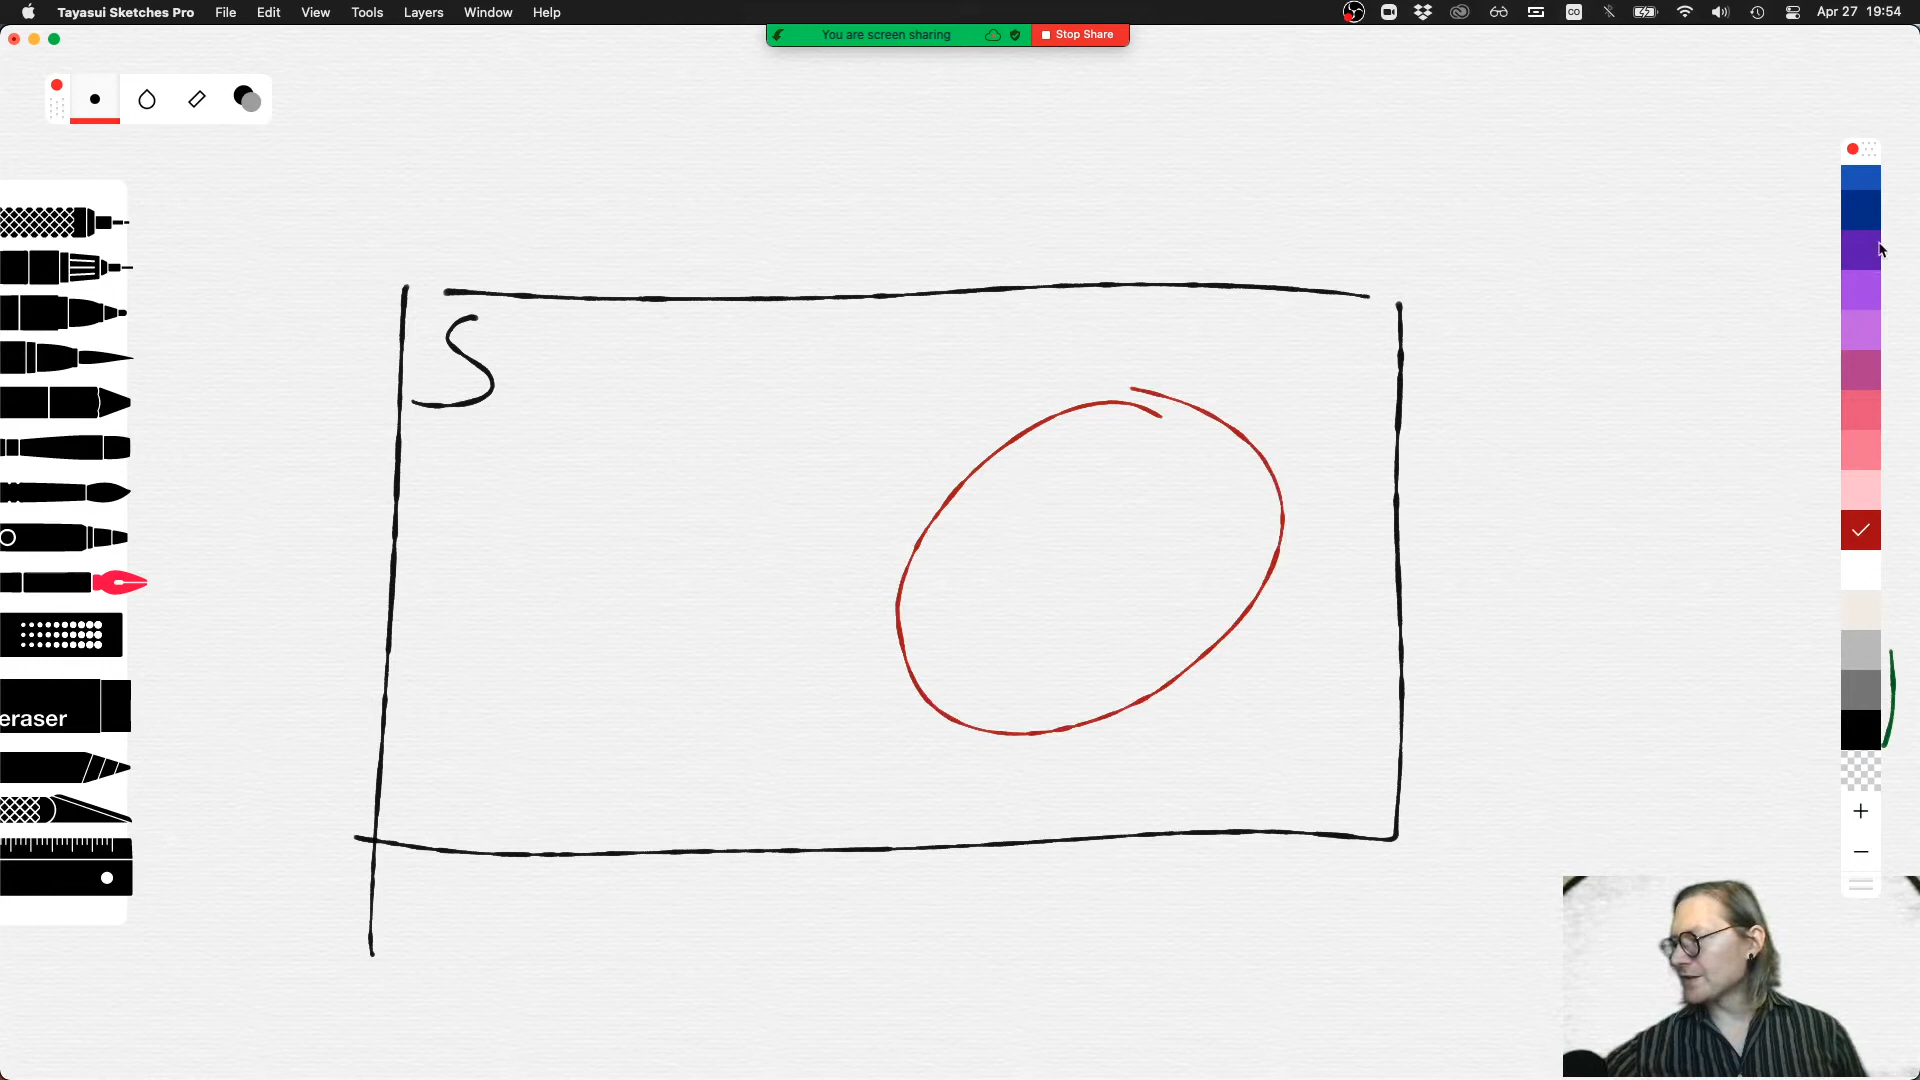 Tayasui Sketches Pro File Edit View Tools Layers Window Help
CO
Apr 27 19:54
You are screen sharing
Stop Share
S
eraser